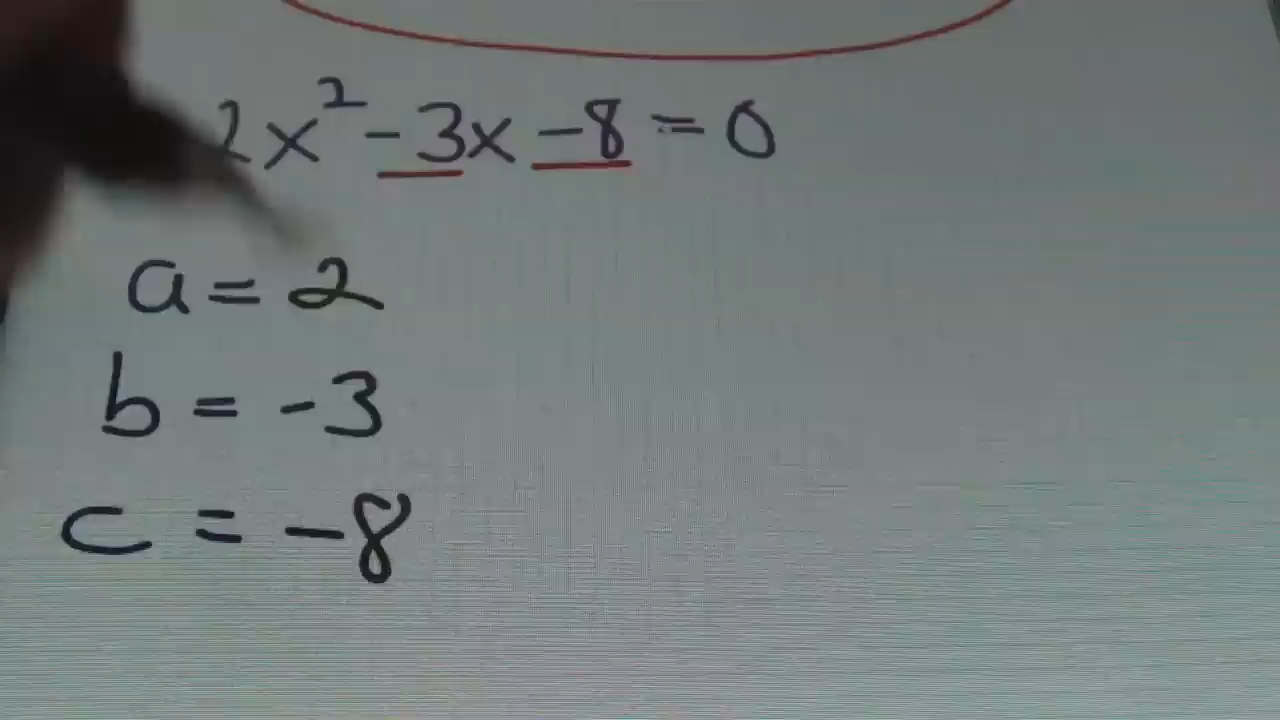 2x² -3x -8 = 0
a = 2
b = -3
c = -8